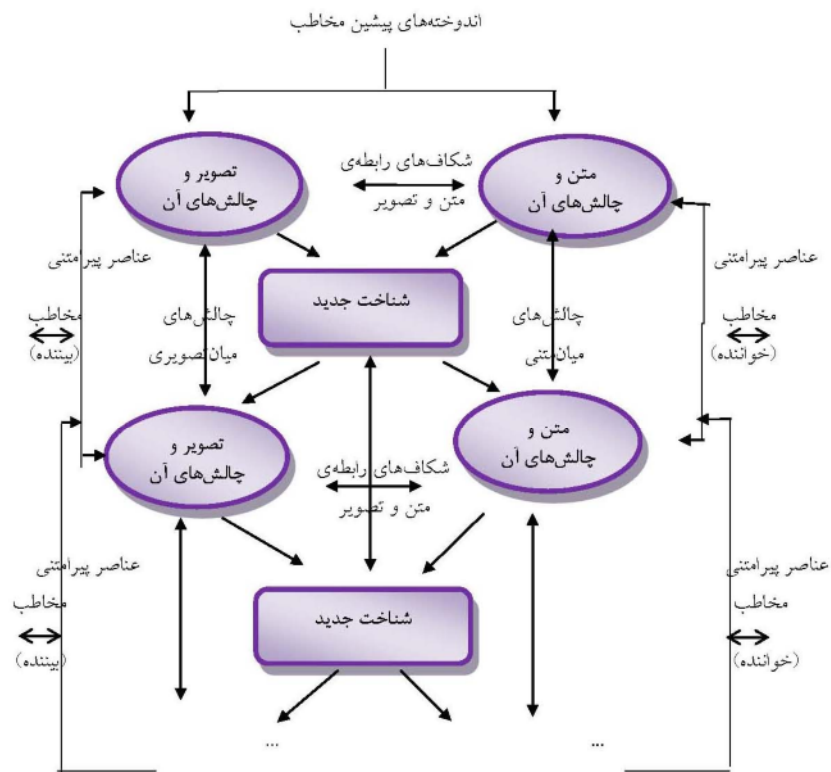 اندوخته‌های پیشین مخاطب
متن و
چالش‌های آن
شکاف‌های رابطه‌ی
متن و تصویر
تصویر و
چالش‌های آن
عناصر پیرامتنی
مخاطب
(خواننده)
چالش‌های
میان‌متنی
شناخت جدید
چالش‌های
میان‌تصویری
عناصر پیرامتنی
مخاطب
(بیننده)
متن و
چالش‌های آن
شکاف‌های رابطه‌ی
متن و تصویر
تصویر و
چالش‌های آن
عناصر پیرامتنی
مخاطب
(خواننده)
شناخت جدید
عناصر پیرامتنی
مخاطب
(بیننده)
...
...